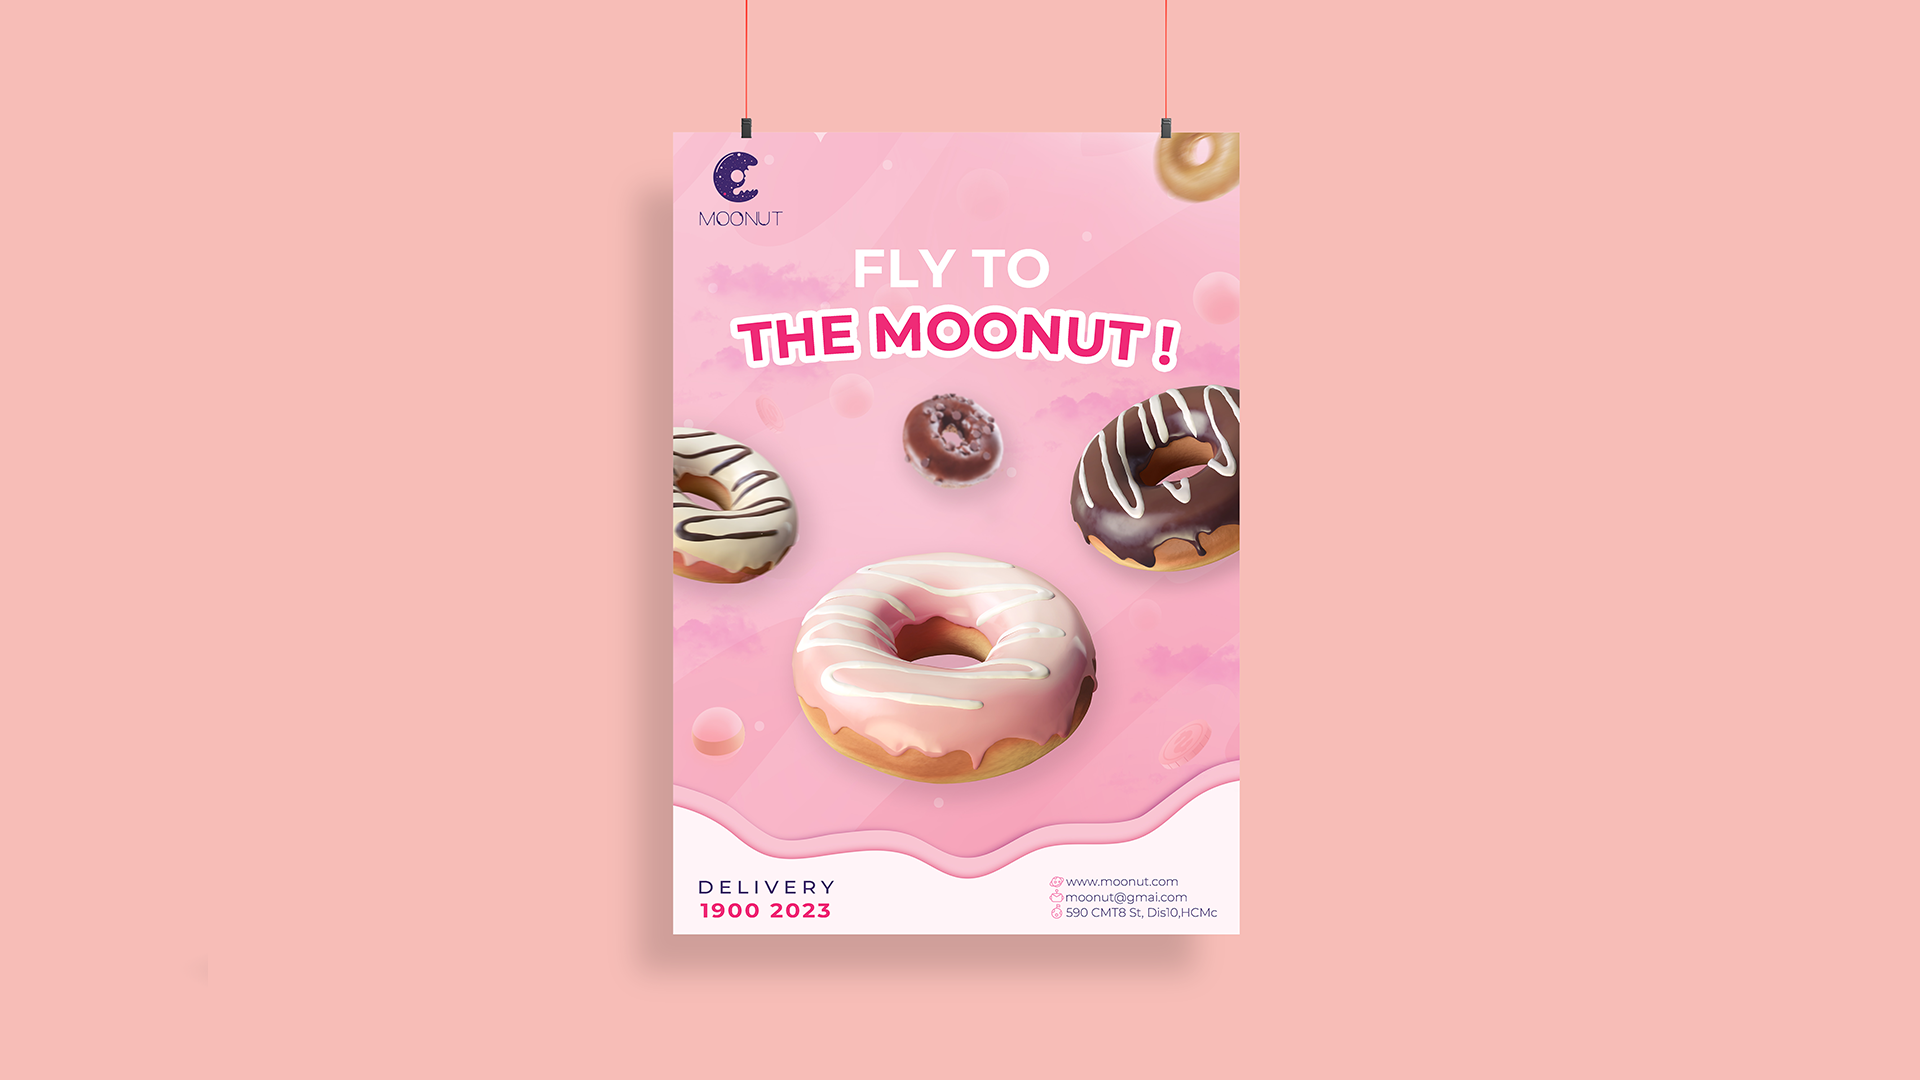 MOONUT
FLY TO
THE MOONUT !
DELIVERY
1900 2023
www.moonut.com
moonut@gmai.com
590 CMT8 St, Dis10,HCMc